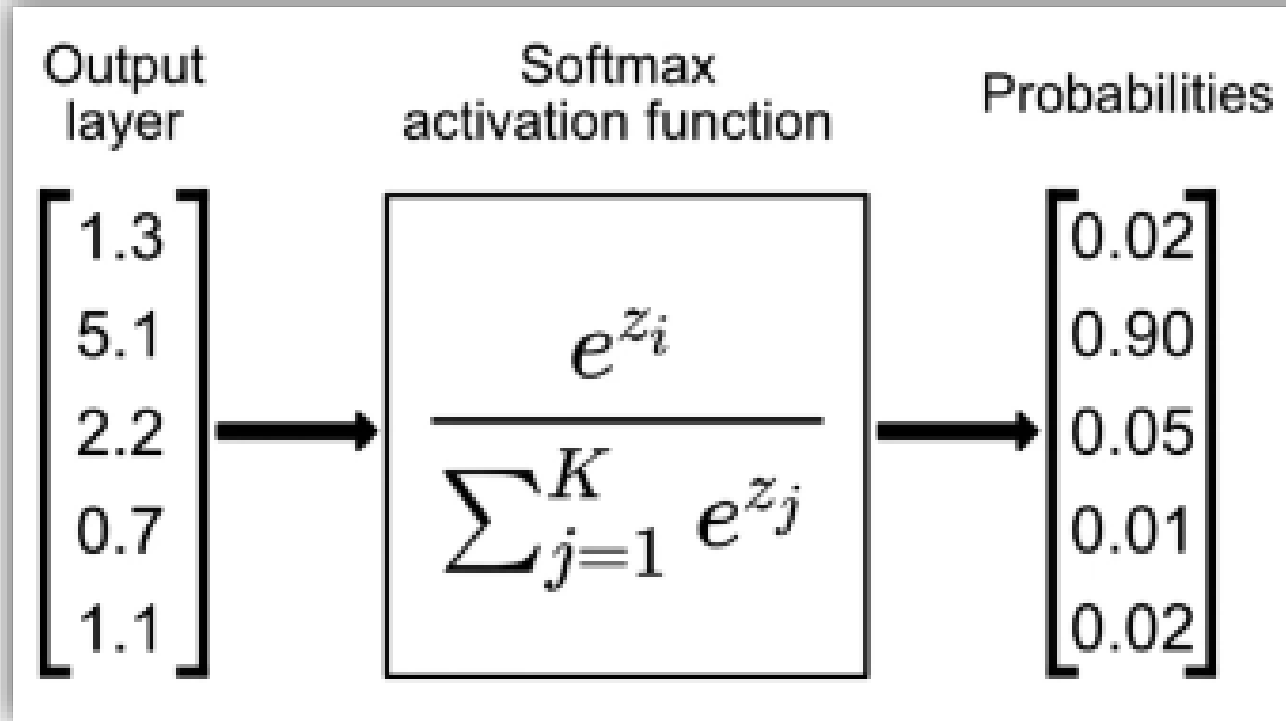 Output
layer
Softmax
activation function
Probabilities
1.3
5.1
2.2
0.7
1.1
e^{z_i}
∑_{j=1}^{K} e^{z_j}
0.02
0.90
0.05
0.01
0.02